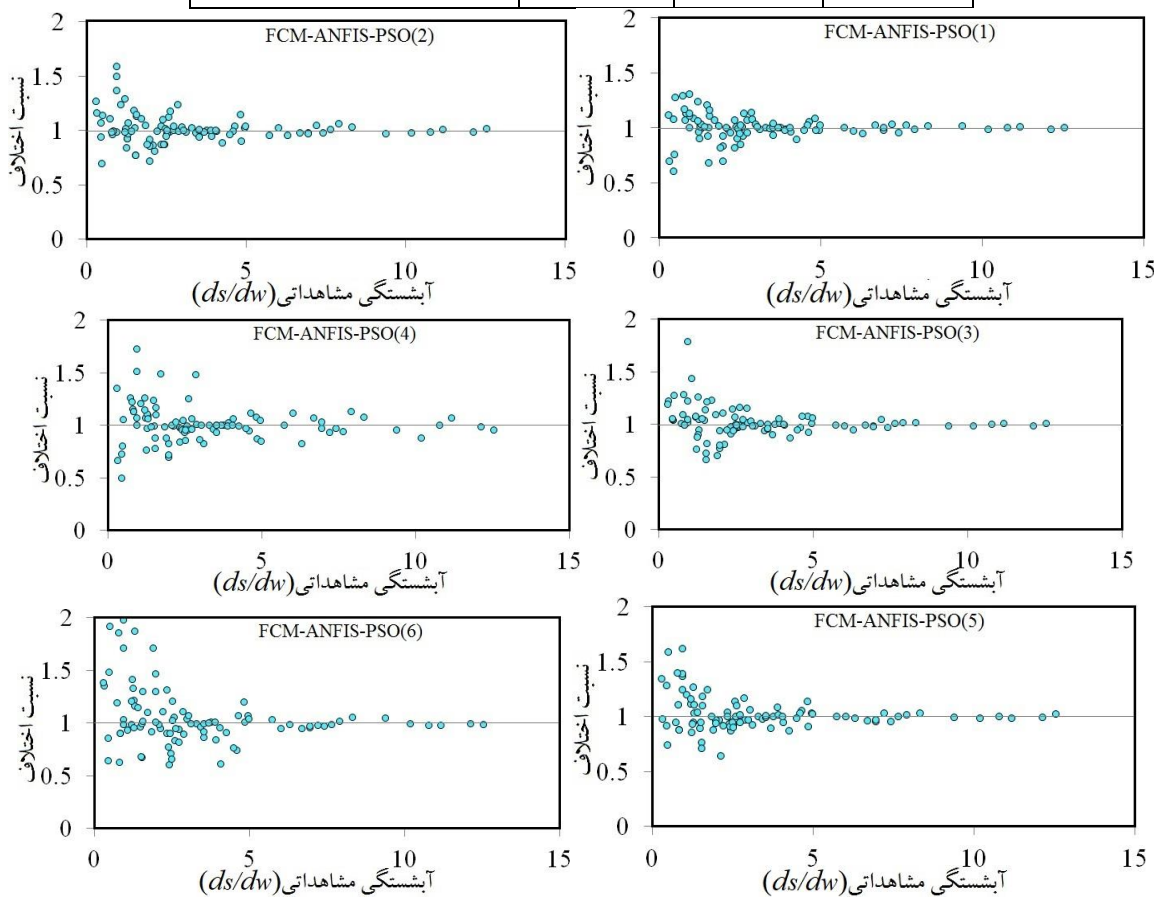 FCM-ANFIS-PSO(1)
نسبت اختلاف
2
1.5
1
0.5
0
0 5 10 15
آبشستگی مشاهداتی(ds/dw)
FCM-ANFIS-PSO(2)
نسبت اختلاف
2
1.5
1
0.5
0
0 5 10 15
آبشستگی مشاهداتی(ds/dw)
FCM-ANFIS-PSO(3)
نسبت اختلاف
2
1.5
1
0.5
0
0 5 10 15
آبشستگی مشاهداتی(ds/dw)
FCM-ANFIS-PSO(4)
نسبت اختلاف
2
1.5
1
0.5
0
0 5 10 15
آبشستگی مشاهداتی(ds/dw)
FCM-ANFIS-PSO(5)
نسبت اختلاف
2
1.5
1
0.5
0
0 5 10 15
آبشستگی مشاهداتی(ds/dw)
FCM-ANFIS-PSO(6)
نسبت اختلاف
2
1.5
1
0.5
0
0 5 10 15
آبشستگی مشاهداتی(ds/dw)